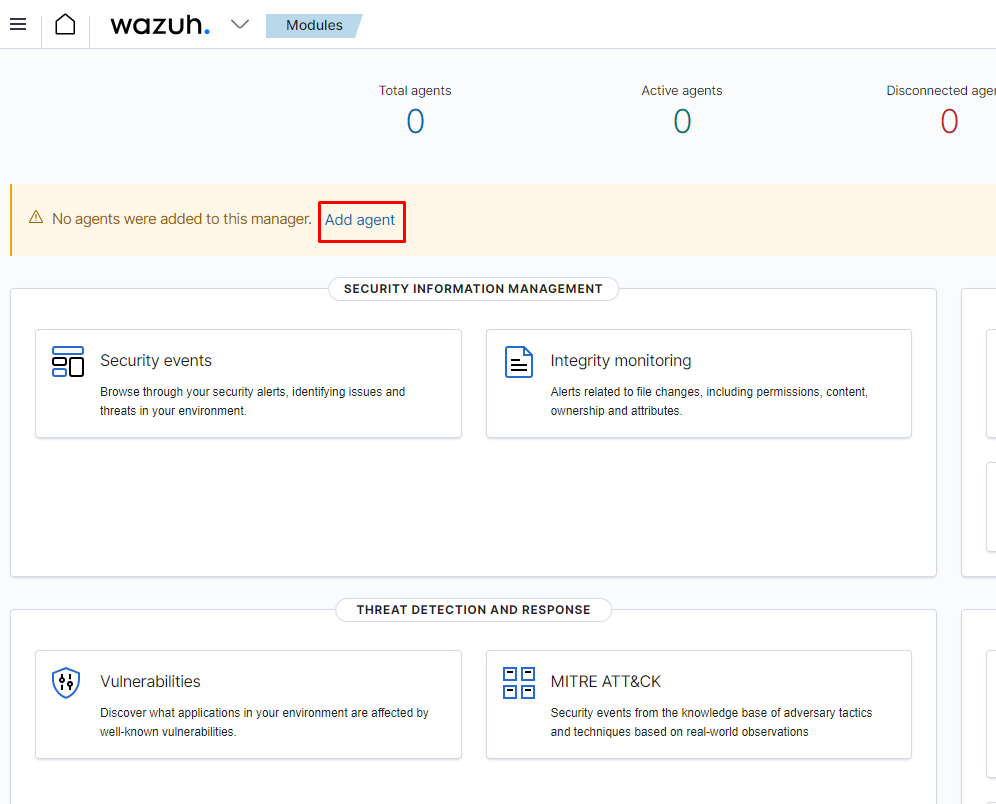 wazuh.
Modules
Total agents
Active agents
Disconnected
0
0
0
No agents were added to this manager. Add agent
SECURITY INFORMATION MANAGEMENT
Security events
Browse through your security alerts, identifying issues and
threats in your environment.
Integrity monitoring
Alerts related to file changes, including permissions, content,
ownership and attributes.
THREAT DETECTION AND RESPONSE
Vulnerabilities
Discover what applications in your environment are affected by
well-known vulnerabilities.
MITRE ATT&CK
Security events from the knowledge base of adversary tactics
and techniques based on real-world observations